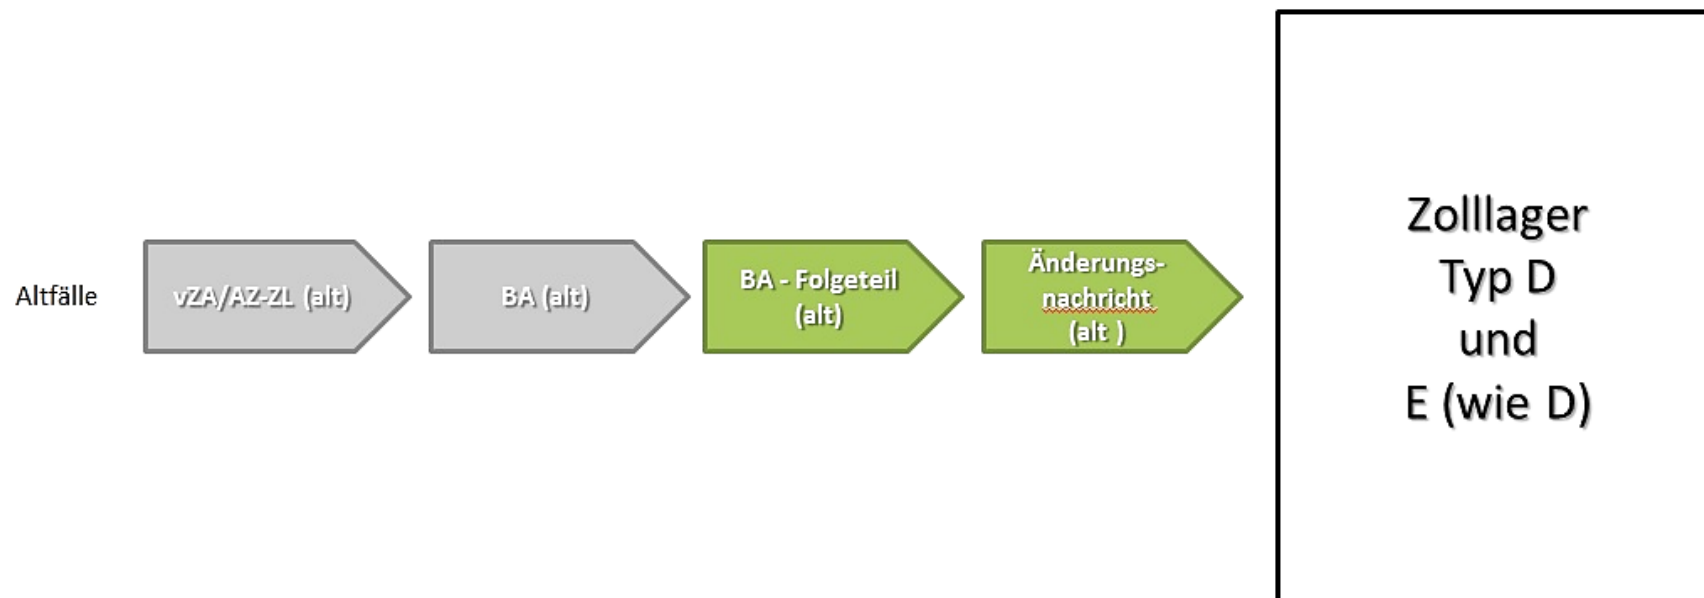 Altfälle
vZA/AZ-ZL (alt)
BA (alt)
BA - Folgeteil
(alt)
Änderungs-
nachricht
(alt )
Zolllager
Typ D
und
E (wie D)